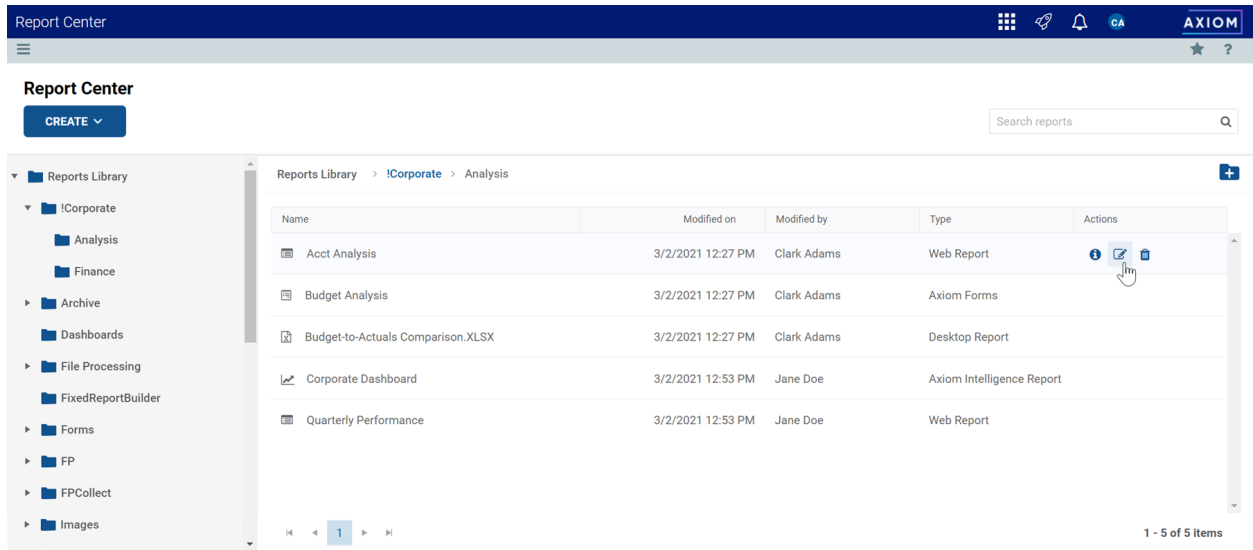 Report Center
CA
AXIOM
?
Report Center
CREATE
Search reports
Reports Library
!Corporate
Analysis
Finance
Archive
Dashboards
File Processing
FixedReportBuilder
Forms
FP
FPCollect
Images
Reports Library > !Corporate > Analysis
Name Modified on Modified by Type Actions
Acct Analysis 3/2/2021 12:27 PM Clark Adams Web Report
Budget Analysis 3/2/2021 12:27 PM Clark Adams Axiom Forms
Budget-to-Actuals Comparison.XLSX 3/2/2021 12:27 PM Clark Adams Desktop Report
Corporate Dashboard 3/2/2021 12:53 PM Jane Doe Axiom Intelligence Report
Quarterly Performance 3/2/2021 12:53 PM Jane Doe Web Report
1
1 - 5 of 5 items